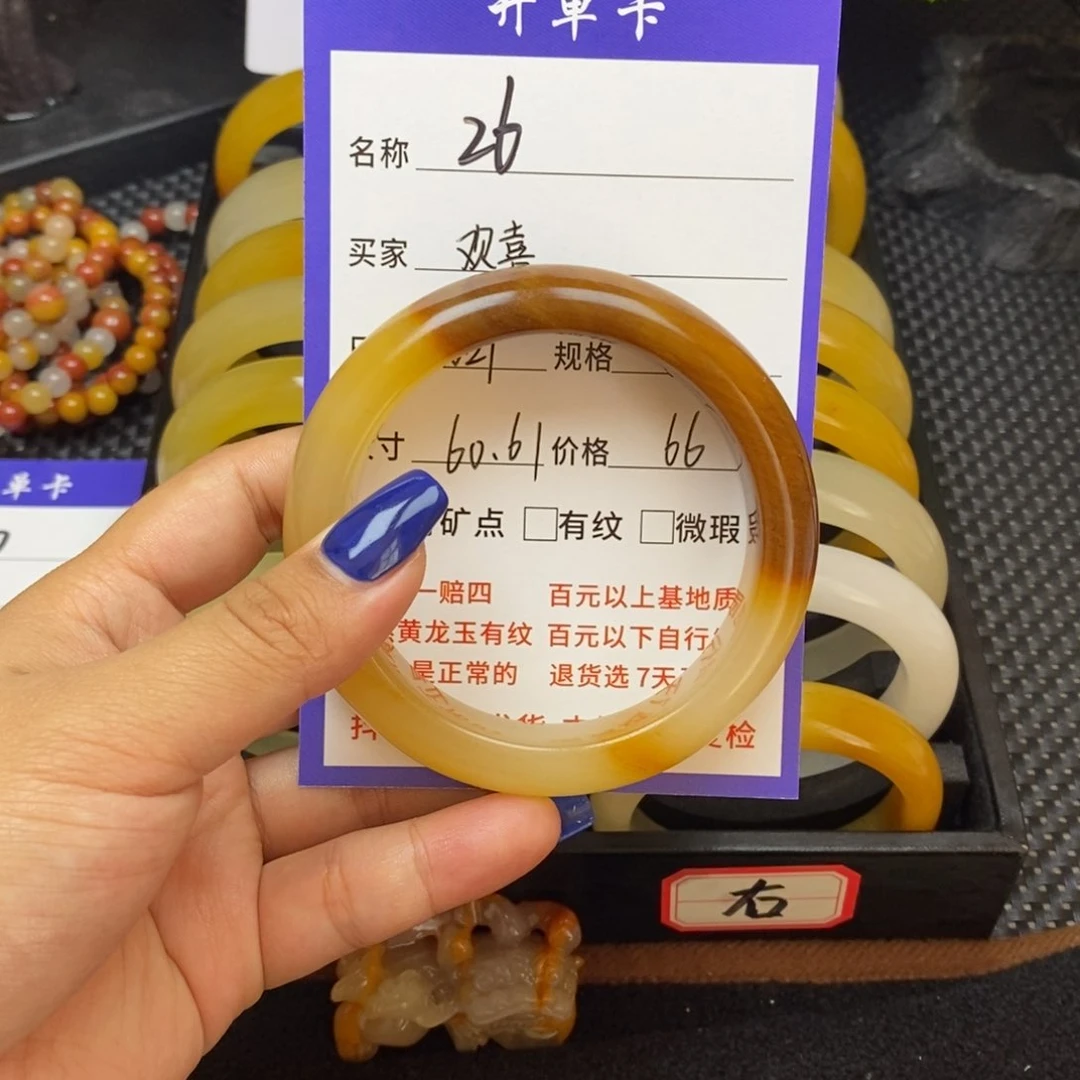 开单卡
名称 26
买家 欢喜
21 规格
寸 60.61 价格 66
矿点 □有纹 □微瑕
一赔四 百元以上基地质
黄龙玉有纹 百元以下自行
是正常的 退货选7天
检
单卡
右